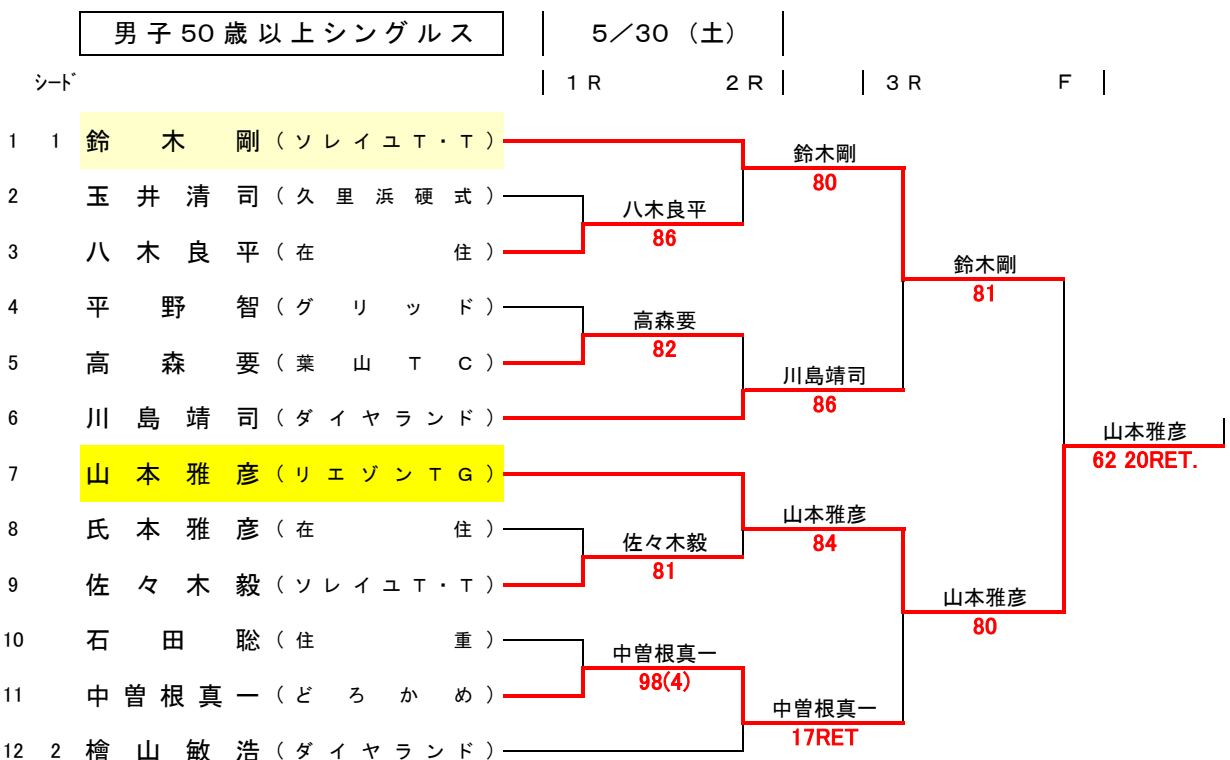 男子50歳以上シングルス 5／30（土）
シード 1R 2R 3R F
1 1 鈴木剛（ソレイユT・T）
鈴木剛
80
2 玉井清司（久里浜硬式）
八木良平
86
3 八木良平（在住）
鈴木剛
81
4 平野智（グリッド）
高森要
82
5 高森要（葉山TC）
川島靖司
86
6 川島靖司（ダイヤランド）
山本雅彦
62 20RET.
7 山本雅彦（リエゾンTG）
山本雅彦
84
8 氏本雅彦（在住）
佐々木毅
81
9 佐々木毅（ソレイユT・T）
山本雅彦
80
10 石田聡（住重）
中曽根真一
98(4)
11 中曽根真一（どろかめ）
中曽根真一
17RET
12 2 檜山敏浩（ダイヤランド）